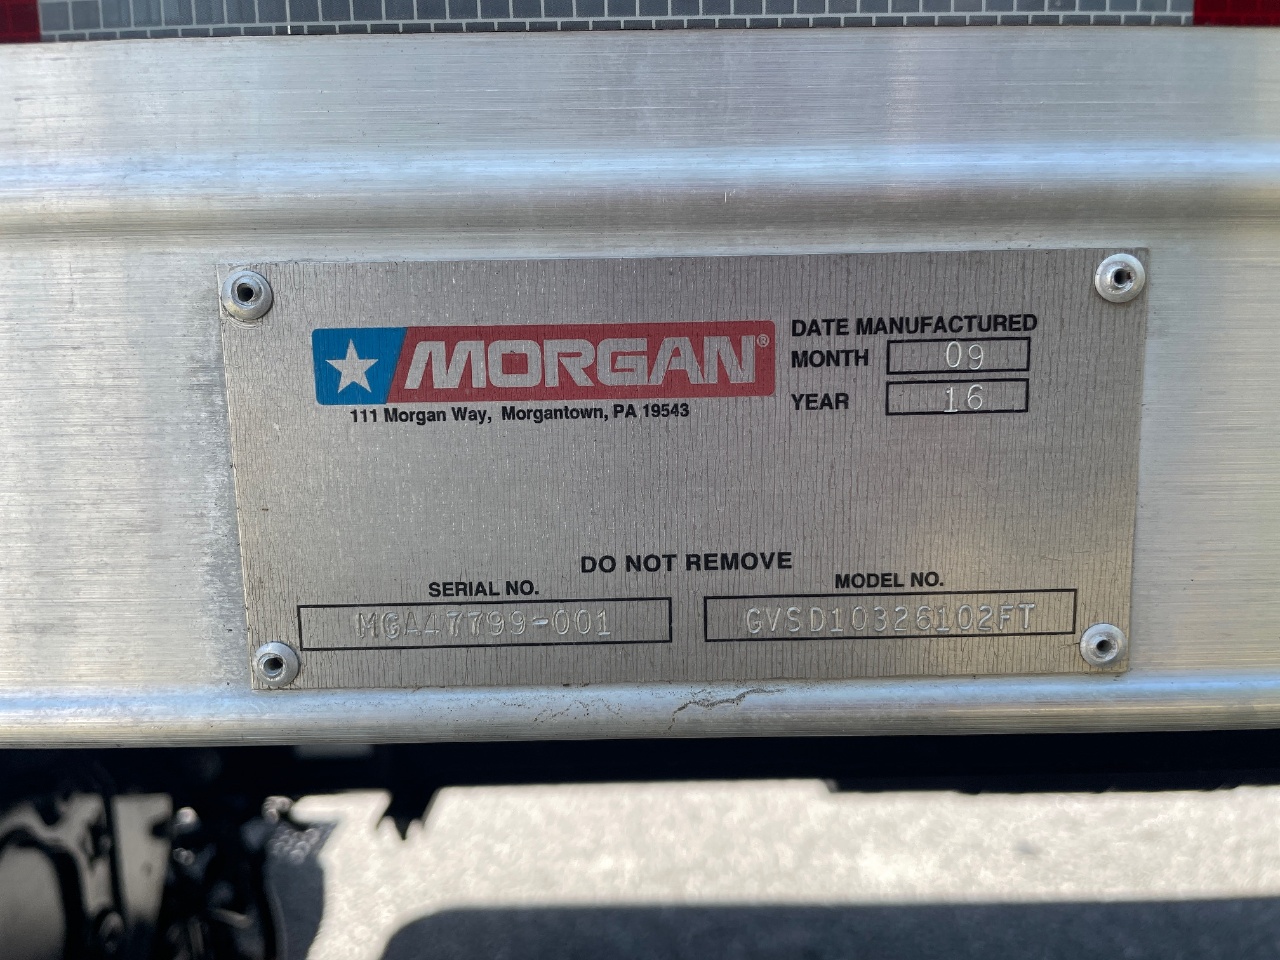 MORGAN®
111 Morgan Way, Morgantown, PA 19543
DATE MANUFACTURED
MONTH 09
YEAR 16
DO NOT REMOVE
SERIAL NO.
MGA47799-001
MODEL NO.
GVSD10326102FT